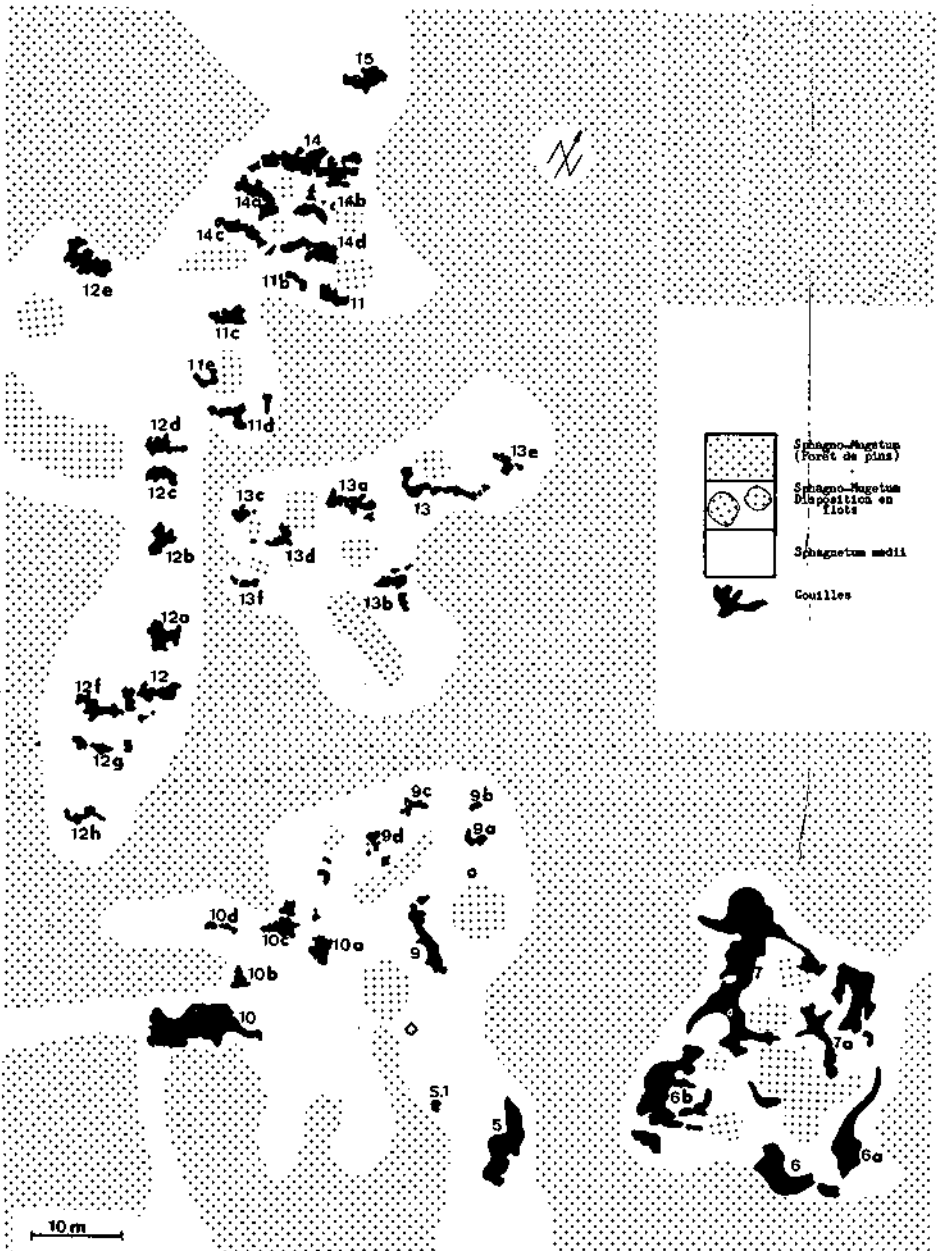 15
14
14a
14b
14c
14d
12e
11b
11
11c
11e
11d
12d
12c
13c
13a
13
13e
12b
13d
13f
13b
12a
12f
12
12g
12h
9c
9b
9d
9a
10d
10c
10a
9
10b
10
7
7a
6b
S.1
5
6
6a
10 m
Sphagno-Mugetum
(Forêt de pins)
Sphagno-Mugetum
Disposition en
îlots
Sphagnetum medii
Gouilles